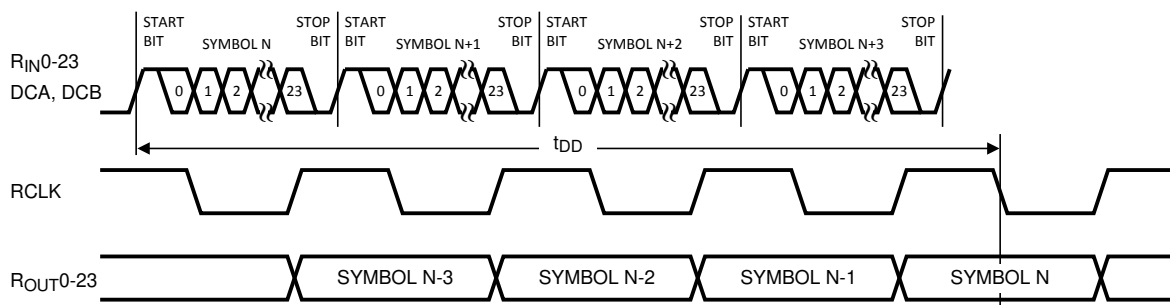 START BIT SYMBOL N STOP BIT
START BIT SYMBOL N+1 STOP BIT
START BIT SYMBOL N+2 STOP BIT
START BIT SYMBOL N+3 STOP BIT
RIN0-23
DCA, DCB
0 1 2 23 0 1 2 23 0 1 2 23 0 1 2 23
tDD
RCLK
ROUT0-23 SYMBOL N-3 SYMBOL N-2 SYMBOL N-1 SYMBOL N